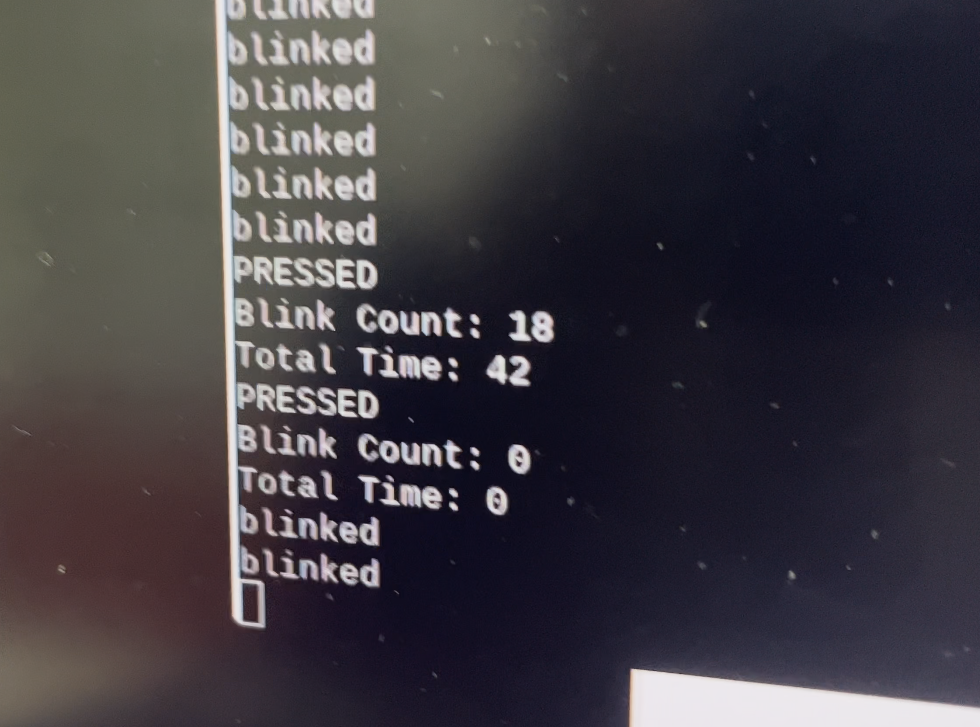 blinked
blinked
blinked
blinked
blinked
blinked
PRESSED
Blink Count: 18
Total Time: 42
PRESSED
Blink Count: 0
Total Time: 0
blinked
blinked